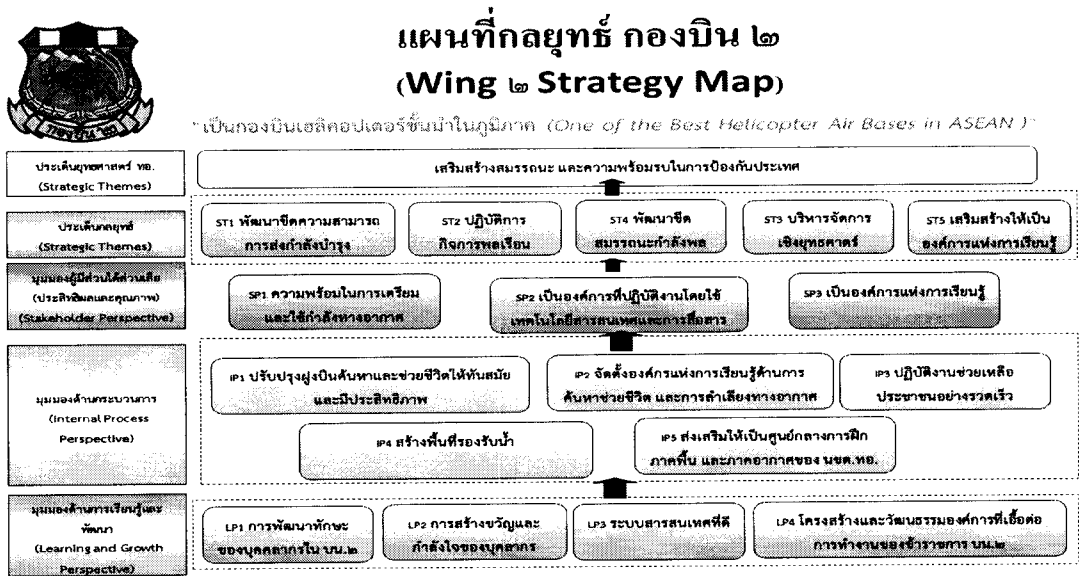 แผนที่กลยุทธ์ กองบิน ๒
(Wing ๒ Strategy Map)
กองบิน ๒
"เป็นกองบินเฮลิคอปเตอร์ชั้นนำในภูมิภาค (One of the Best Helicopter Air Bases in ASEAN )"
ประเด็นยุทธศาสตร์ ทอ.
(Strategic Themes)
เสริมสร้างสมรรถนะ และความพร้อมรบในการป้องกันประเทศ
ประเด็นกลยุทธ์
(Strategic Themes)
ST1 พัฒนาขีดความสามารถ
การส่งกำลังบำรุง
ST2 ปฏิบัติการ
กิจการพลเรือน
ST4 พัฒนาขีด
สมรรถนะกำลังพล
ST3 บริหารจัดการ
เชิงยุทธศาตร์
ST5 เสริมสร้างให้เป็น
องค์การแห่งการเรียนรู้
มุมมองผู้มีส่วนได้ส่วนเสีย
(ประสิทธิผลและคุณภาพ)
(Stakeholder Perspective)
SP1 ความพร้อมในการเตรียม
และใช้กำลังทางอากาศ
SP2 เป็นองค์การที่ปฏิบัติงานโดยใช้
เทคโนโลยีสารสนเทศและการสื่อสาร
SP3 เป็นองค์การแห่งการเรียนรู้
มุมมองด้านกระบวนการ
(Internal Process
Perspective)
IP1 ปรับปรุงฝูงบินค้นหาและช่วยชีวิตให้ทันสมัย
และมีประสิทธิภาพ
IP2 จัดตั้งองค์กรแห่งการเรียนรู้ด้านการ
ค้นหาช่วยชีวิต และการลำเลียงทางอากาศ
IP3 ปฏิบัติงานช่วยเหลือ
ประชาชนอย่างรวดเร็ว
IP4 สร้างพื้นที่รองรับน้ำ
IP5 ส่งเสริมให้เป็นศูนย์กลางการฝึก
ภาคพื้น และภาคอากาศของ นขต.ทอ.
มุมมองด้านการเรียนรู้และ
พัฒนา
(Learning and Growth
Perspective)
LP1 การพัฒนาทักษะ
ของบุคคลากรใน บน.๒
LP2 การสร้างขวัญและ
กำลังใจของบุคลากร
LP3 ระบบสารสนเทศที่ดี
LP4 โครงสร้างและวัฒนธรรมองค์การที่เอื้อต่อ
การทำงานของข้าราชการ บน.๒